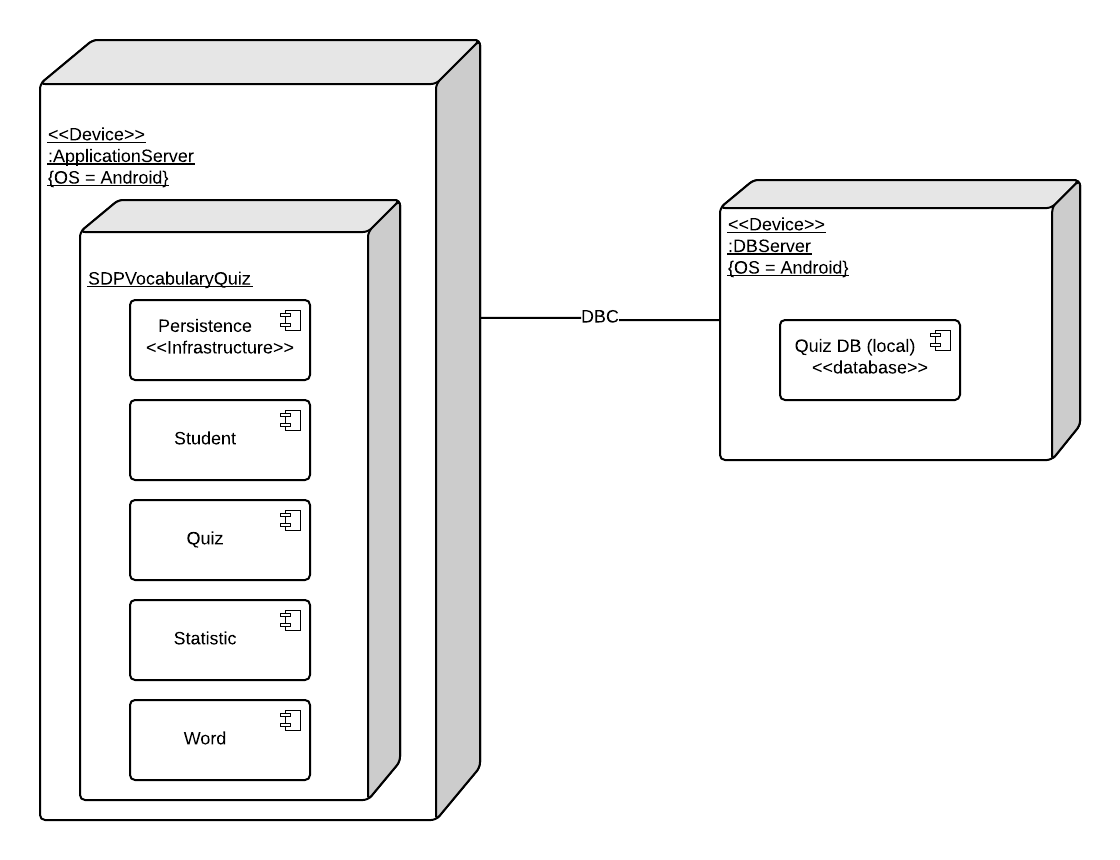 <<Device>>
:ApplicationServer
{OS = Android}
SDPVocabularyQuiz
Persistence
<<Infrastructure>>
Student
Quiz
Statistic
Word
DBC
<<Device>>
:DBServer
{OS = Android}
Quiz DB (local)
<<database>>